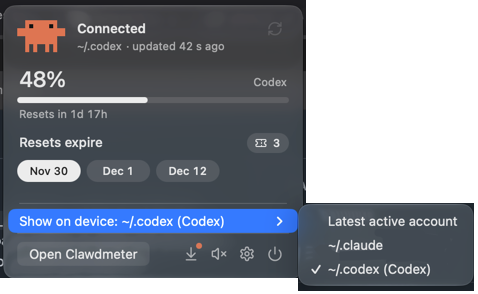 Connected
~/.codex · updated 42 s ago
48%
Codex
Resets in 1d 17h
Resets expire
3
Nov 30
Dec 1
Dec 12
Show on device: ~/.codex (Codex)
Open Clawdmeter
Latest active account
~/.claude
✓ ~/.codex (Codex)